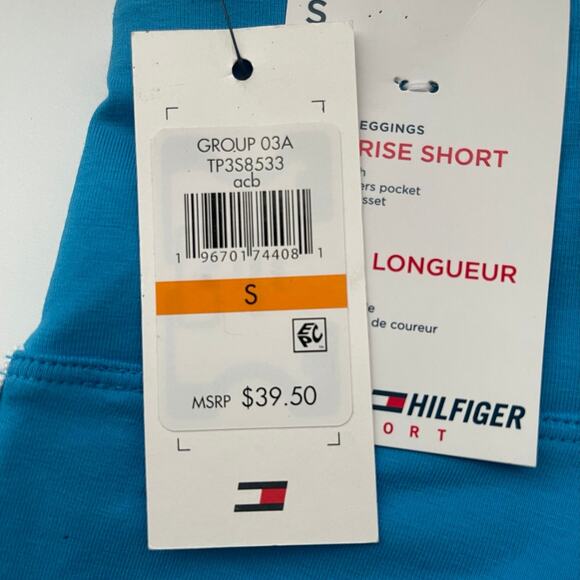 S
GROUP 03A
TP3S8533
acb
1 96701 74408 1
S
EPC
MSRP $39.50
EGGINGS
RISE SHORT
ers pocket
sset
LONGUEUR
de coureur
HILFIGER
ORT